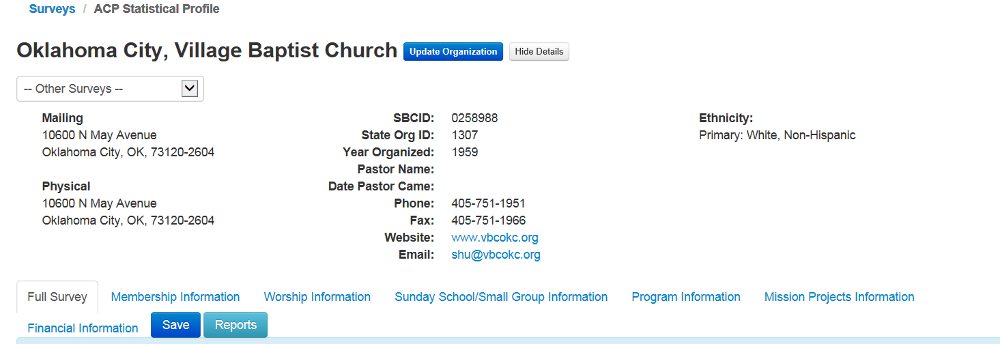 Surveys / ACP Statistical Profile
Oklahoma City, Village Baptist Church Update Organization Hide Details
-- Other Surveys --
Mailing
10600 N May Avenue
Oklahoma City, OK, 73120-2604
Physical
10600 N May Avenue
Oklahoma City, OK, 73120-2604
SBCID: 0258988
State Org ID: 1307
Year Organized: 1959
Pastor Name:
Date Pastor Came:
Phone: 405-751-1951
Fax: 405-751-1966
Website: www.vbcokc.org
Email: shu@vbcokc.org
Ethnicity:
Primary: White, Non-Hispanic
Full Survey Membership Information Worship Information Sunday School/Small Group Information Program Information Mission Projects Information
Financial Information Save Reports